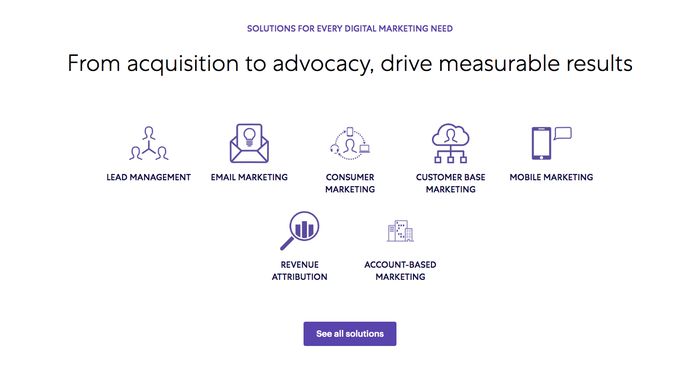 SOLUTIONS FOR EVERY DIGITAL MARKETING NEED
From acquisition to advocacy, drive measurable results
LEAD MANAGEMENT
EMAIL MARKETING
CONSUMER
MARKETING
CUSTOMER BASE
MARKETING
MOBILE MARKETING
REVENUE
ATTRIBUTION
ACCOUNT-BASED
MARKETING
See all solutions